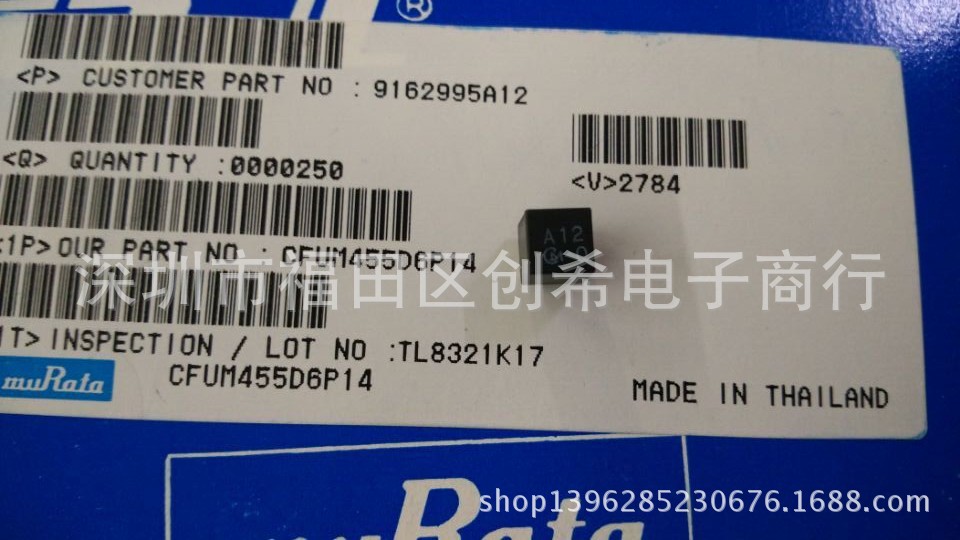 ®
<P> CUSTOMER PART NO : 9162995A12
<Q> QUANTITY :0000250
<V>2784
A12
1P>OUR PART NO : CFUM455D6P14
深圳市福田区创希电子商行
1T> INSPECTION / LOT NO :TL8321K17
muRata
CFUM455D6P14
MADE IN THAILAND
shop1396285230676.1688.com
muRata